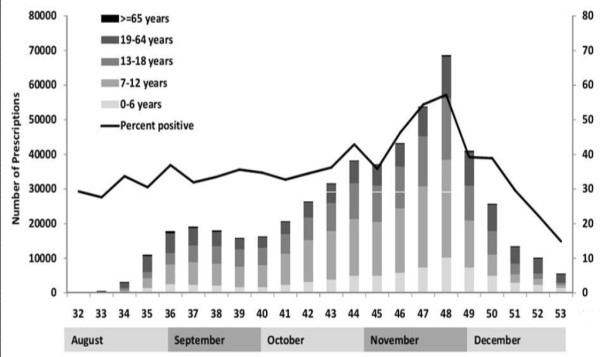 80000 80
70000 70
60000 60
50000 50
40000 40
30000 30
20000 20
10000 10
0 0
Number of Prescriptions
>=65 years
19-64 years
13-18 years
7-12 years
0-6 years
Percent positive
32 33 34 35 36 37 38 39 40 41 42 43 44 45 46 47 48 49 50 51 52 53
August September October November December